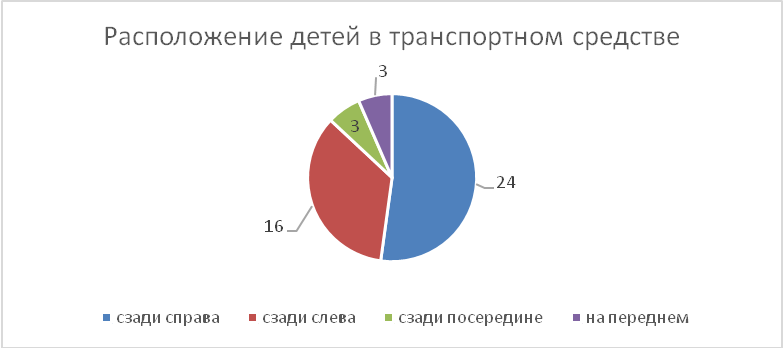 Расположение детей в транспортном средстве
3
3
24
16
сзади справа сзади слева сзади посередине на переднем